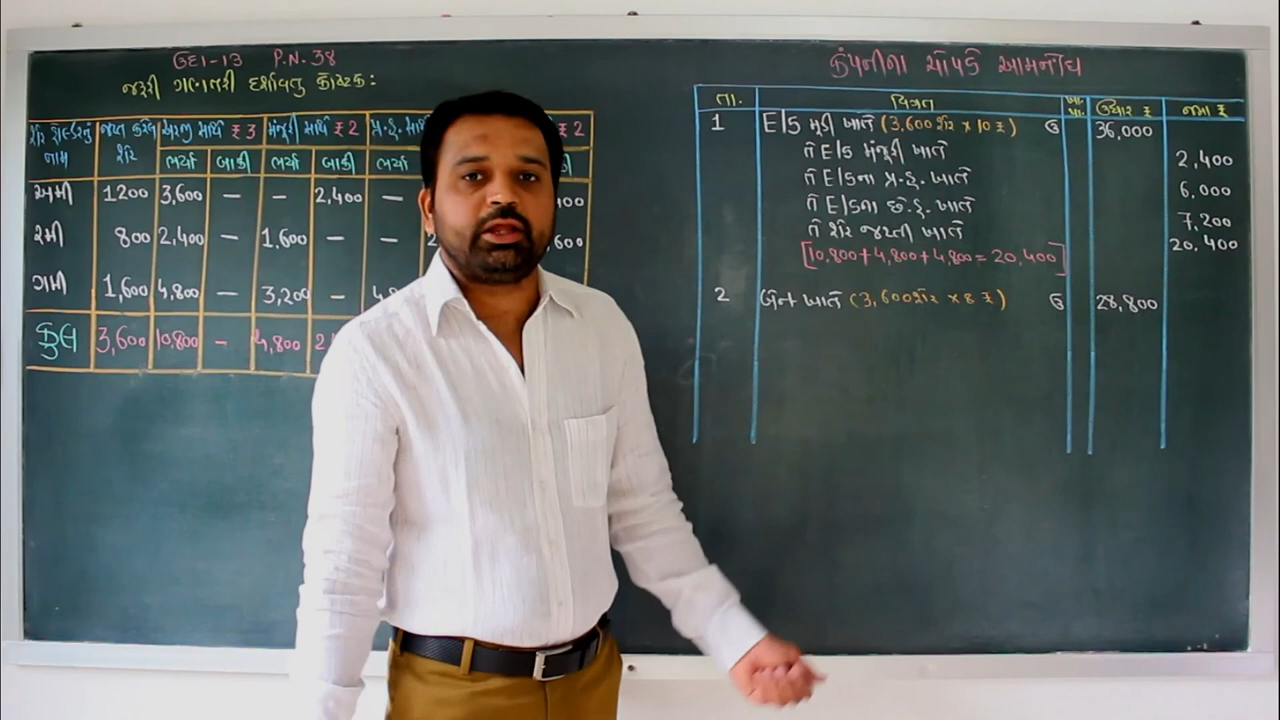 GEI-13 P.N. 38
જરૂરી ગણતરી દર્શાવતુ કોષ્ટક:
શેર હોલ્ડરનું નામ જપ્ત કરેલ શેર અરજી સાથે ₹ 3 મંજૂરી સાથે ₹ 2 પ્ર.હ. સાથે ₹ 2
ભર્યા બાકી ભર્યા બાકી ભર્યા કી
અમી 1200 3,600 — — 2,400 —
રમી 800 2,400 — 1,600 — 600
ગમી 1,600 4,800 — 3,200 —
કુલ 3,600 10,800 - 4,800
કંપનીના ચોપડે આમનોંધ
તા. વિગત ખા. પા. ઉધાર ₹ જમા ₹
1 ઈ/શે મૂડી ખાતે (3,600 શેર x 10 ₹) ઉ 36,000
તે ઈ/શે મંજૂરી ખાતે 2,400
તે ઈ/શેના પ્ર.હ. ખાતે 6,000
તે ઈ/શેના છે.હ. ખાતે 7,200
તે શેર જપ્તી ખાતે 20,400
[10,800+4,800+4,800 = 20,400]
2 બેન્ક ખાતે (3,600 શેર x 8 ₹) ઉ 28,800